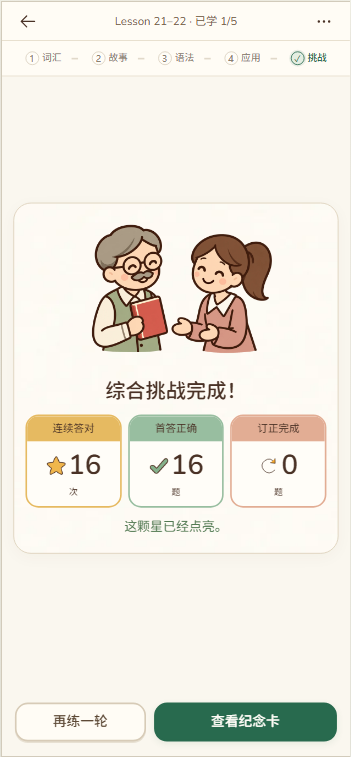 Lesson 21–22 · 已学 1/5
1 词汇 – 2 故事 – 3 语法 – 4 应用 – 挑战
综合挑战完成！
连续答对 首答正确 订正完成
16 16 0
次 题 题
这颗星已经点亮。
再练一轮 查看纪念卡